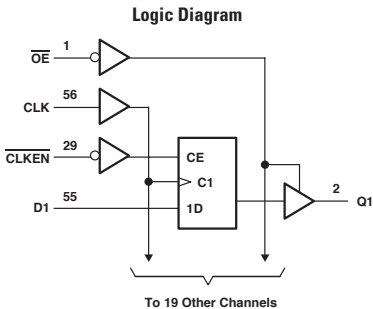 Logic Diagram
OE 1
CLK 56
CLKEN 29
CE
C1
D1 55
1D
2 Q1
To 19 Other Channels